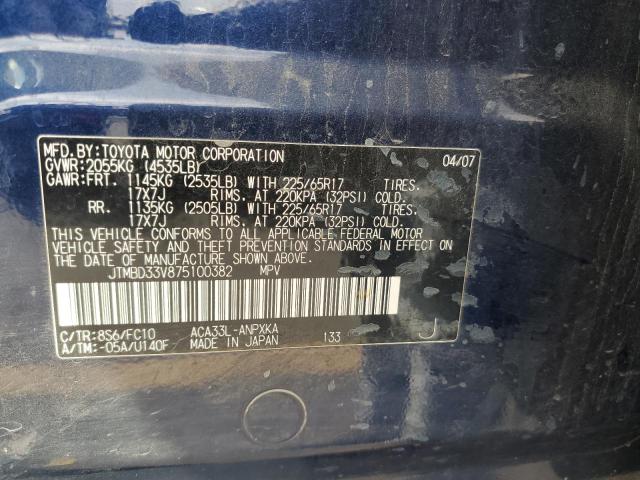 MFD.BY:TOYOTA MOTOR CORPORATION 04/07
GVWR:2055KG (4535LB)
GAWR:FRT. 1145KG (2535LB) WITH 225/65R17 TIRES.
17X7J RIMS. AT 220KPA (32PSI) COLD.
RR. 1135KG (2505LB) WITH 225/65R17 TIRES.
17X7J RIMS. AT 220KPA (32PSI) COLD.
THIS VEHICLE CONFORMS TO ALL APPLICABLE FEDERAL MOTOR
VEHICLE SAFETY AND THEFT PREVENTION STANDARDS IN EFFECT ON
THE DATE OF MANUFACTURE SHOWN ABOVE.
JTMBD33V875100382 MPV
C/TR:8S6/FC10 ACA33L-ANPXKA
A/TM:-05A/U140F MADE IN JAPAN 133 J